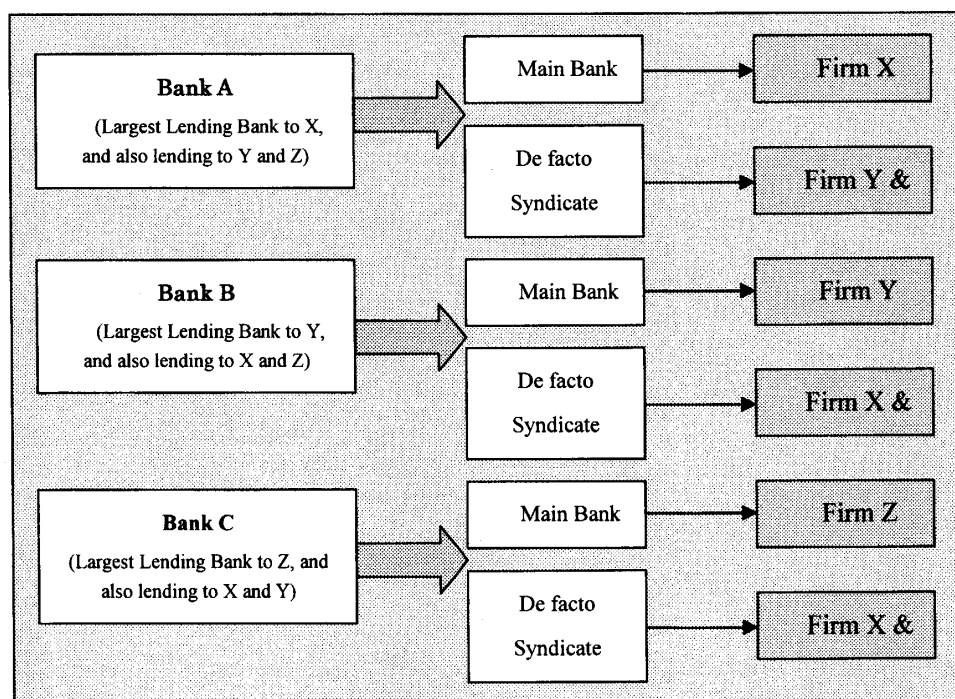 Bank A
(Largest Lending Bank to X,
and also lending to Y and Z)
Main Bank
Firm X
De facto
Syndicate
Firm Y &
Bank B
(Largest Lending Bank to Y,
and also lending to X and Z)
Main Bank
Firm Y
De facto
Syndicate
Firm X &
Bank C
(Largest Lending Bank to Z, and
also lending to X and Y)
Main Bank
Firm Z
De facto
Syndicate
Firm X &